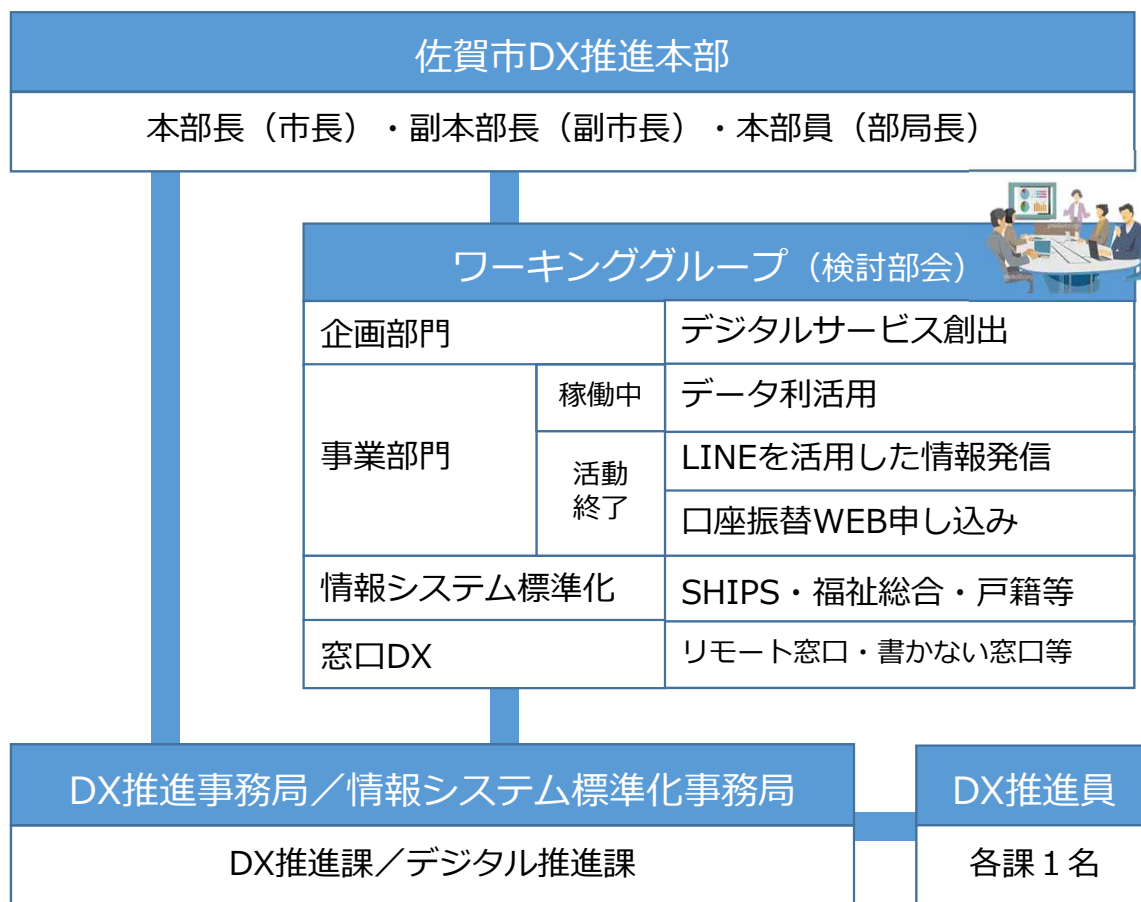 佐賀市DX推進本部
本部長（市長）・副本部長（副市長）・本部員（部局長）
ワーキンググループ（検討部会）
企画部門
デジタルサービス創出
事業部門
稼働中
データ利活用
活動
終了
LINEを活用した情報発信
口座振替WEB申し込み
情報システム標準化
SHIPS・福祉総合・戸籍等
窓口DX
リモート窓口・書かない窓口等
DX推進事務局／情報システム標準化事務局
DX推進課／デジタル推進課
DX推進員
各課１名